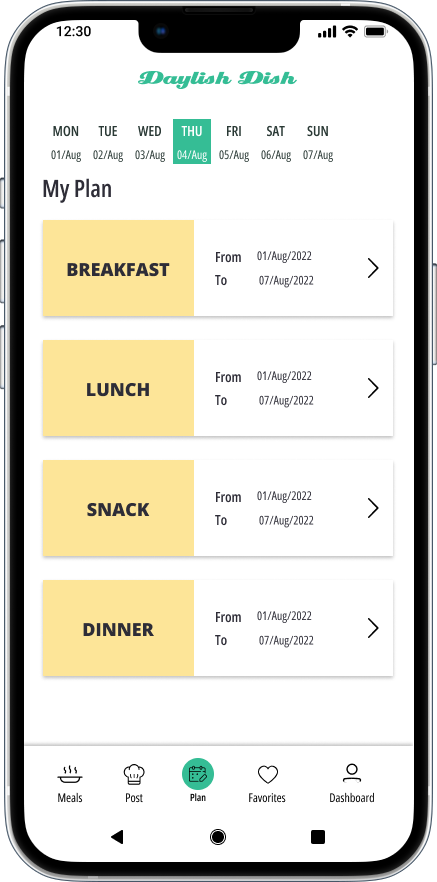 12:30
Daylish Dish
MON TUE WED THU FRI SAT SUN
01/Aug 02/Aug 03/Aug 04/Aug 05/Aug 06/Aug 07/Aug
My Plan
BREAKFAST
From 01/Aug/2022
To 07/Aug/2022
LUNCH
From 01/Aug/2022
To 07/Aug/2022
SNACK
From 01/Aug/2022
To 07/Aug/2022
DINNER
From 01/Aug/2022
To 07/Aug/2022
Meals Post Plan Favorites Dashboard